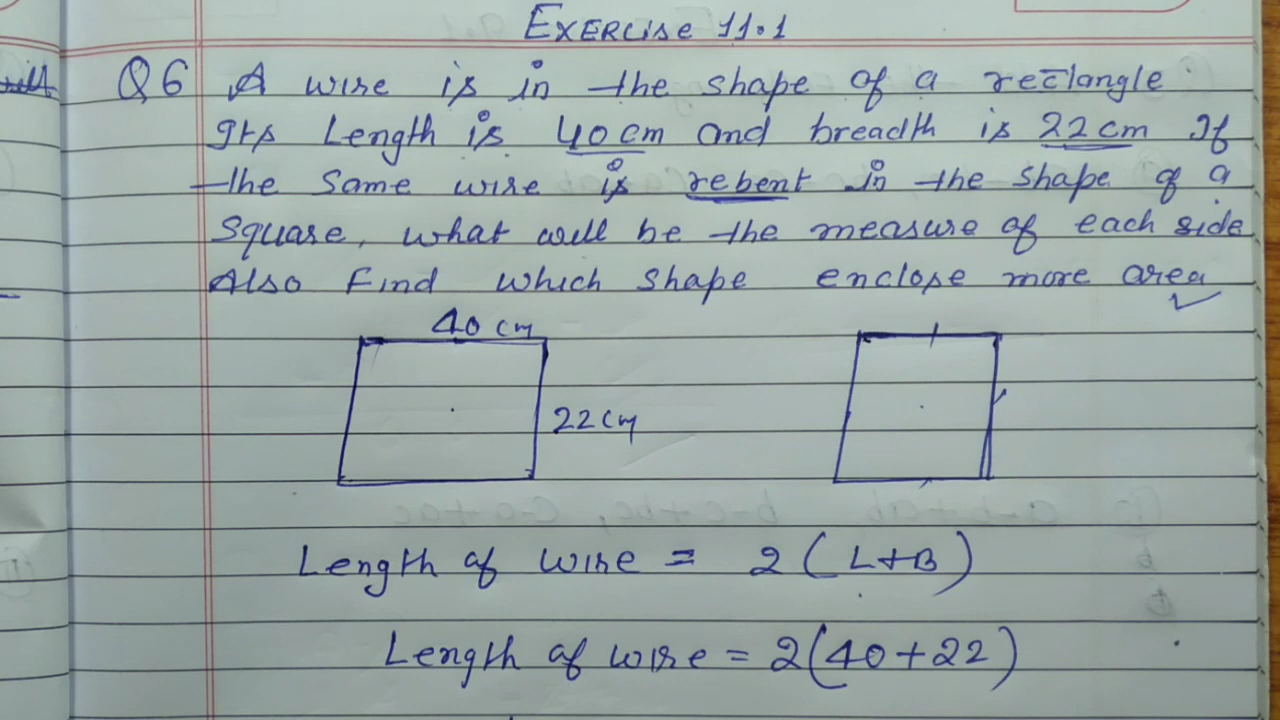 EXERCISE 11.1
Q6 A wire is in the shape of a rectangle
Its Length is 40 cm and breadth is 22 cm If
the same wire is rebent in the shape of a
square, what will be the measure of each side
Also Find which shape enclose more area
40 cm
22 cm
Length of wire = 2 (L+B)
Length of wire = 2(40+22)